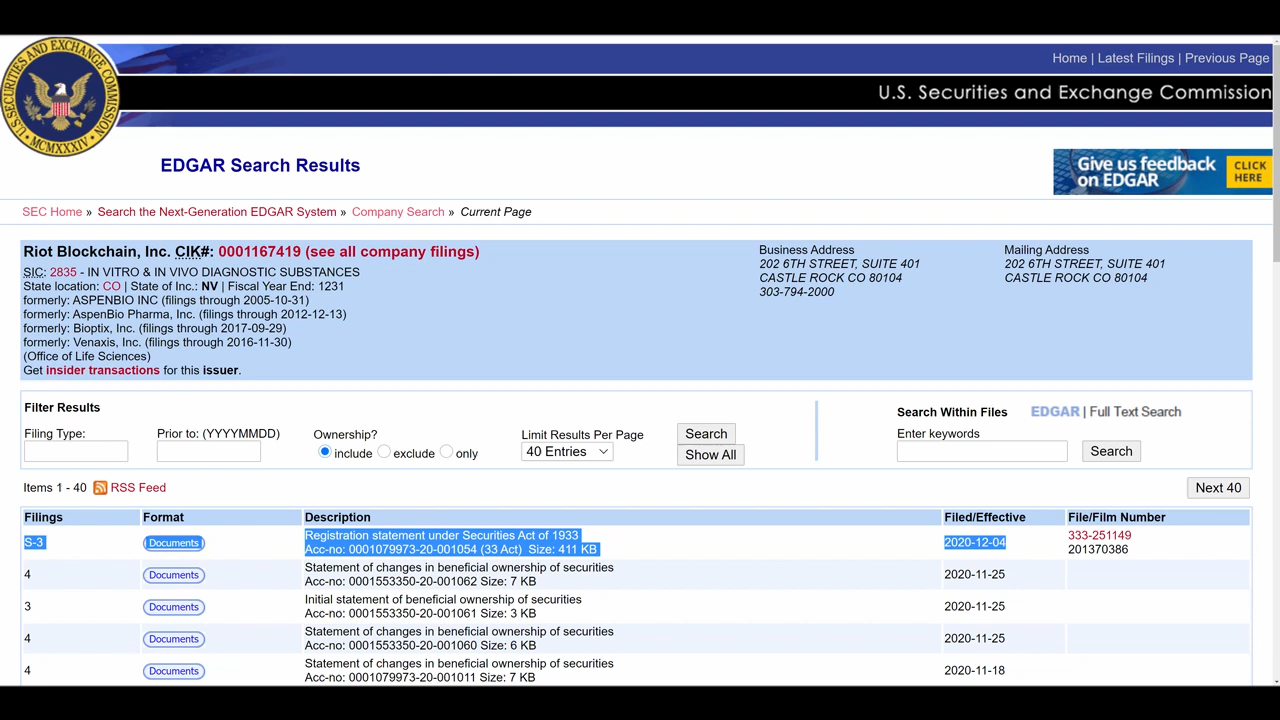 Home | Latest Filings | Previous Page
U.S. SECURITIES AND EXCHANGE COMMISSION
MCMXXXIV
U.S. Securities and Exchange Commission
EDGAR Search Results
Give us feedback on EDGAR
CLICK HERE
SEC Home » Search the Next-Generation EDGAR System » Company Search » Current Page
Riot Blockchain, Inc. CIK#: 0001167419 (see all company filings)
SIC: 2835 - IN VITRO & IN VIVO DIAGNOSTIC SUBSTANCES
State location: CO | State of Inc.: NV | Fiscal Year End: 1231
formerly: ASPENBIO INC (filings through 2005-10-31)
formerly: AspenBio Pharma, Inc. (filings through 2012-12-13)
formerly: Bioptix, Inc. (filings through 2017-09-29)
formerly: Venaxis, Inc. (filings through 2016-11-30)
(Office of Life Sciences)
Get insider transactions for this issuer.
Business Address
202 6TH STREET, SUITE 401
CASTLE ROCK CO 80104
303-794-2000
Mailing Address
202 6TH STREET, SUITE 401
CASTLE ROCK CO 80104
Filter Results
Filing Type:
Prior to: (YYYYMMDD)
Ownership?
include exclude only
Limit Results Per Page
40 Entries
Search
Show All
Search Within Files
EDGAR | Full Text Search
Enter keywords
Search
Items 1 - 40 RSS Feed
Next 40
Filings Format Description Filed/Effective File/Film Number
S-3 Documents Registration statement under Securities Act of 1933 2020-12-04 333-251149
Acc-no: 0001079973-20-001054 (33 Act) Size: 411 KB 201370386
4 Documents Statement of changes in beneficial ownership of securities 2020-11-25
Acc-no: 0001553350-20-001062 Size: 7 KB
3 Documents Initial statement of beneficial ownership of securities 2020-11-25
Acc-no: 0001553350-20-001061 Size: 3 KB
4 Documents Statement of changes in beneficial ownership of securities 2020-11-25
Acc-no: 0001553350-20-001060 Size: 6 KB
4 Documents Statement of changes in beneficial ownership of securities 2020-11-18
Acc-no: 0001079973-20-001011 Size: 7 KB